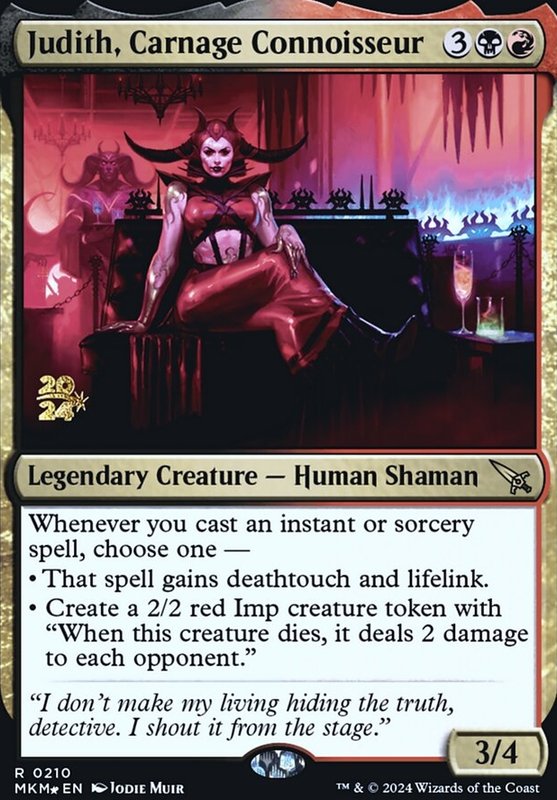 Judith, Carnage Connoisseur 3
20
24
Legendary Creature — Human Shaman
Whenever you cast an instant or sorcery
spell, choose one —
• That spell gains deathtouch and lifelink.
• Create a 2/2 red Imp creature token with
“When this creature dies, it deals 2 damage
to each opponent.”
“I don’t make my living hiding the truth,
detective. I shout it from the stage.”
3/4
R 0210
MKM★EN Jodie Muir
™ & © 2024 Wizards of the Coast